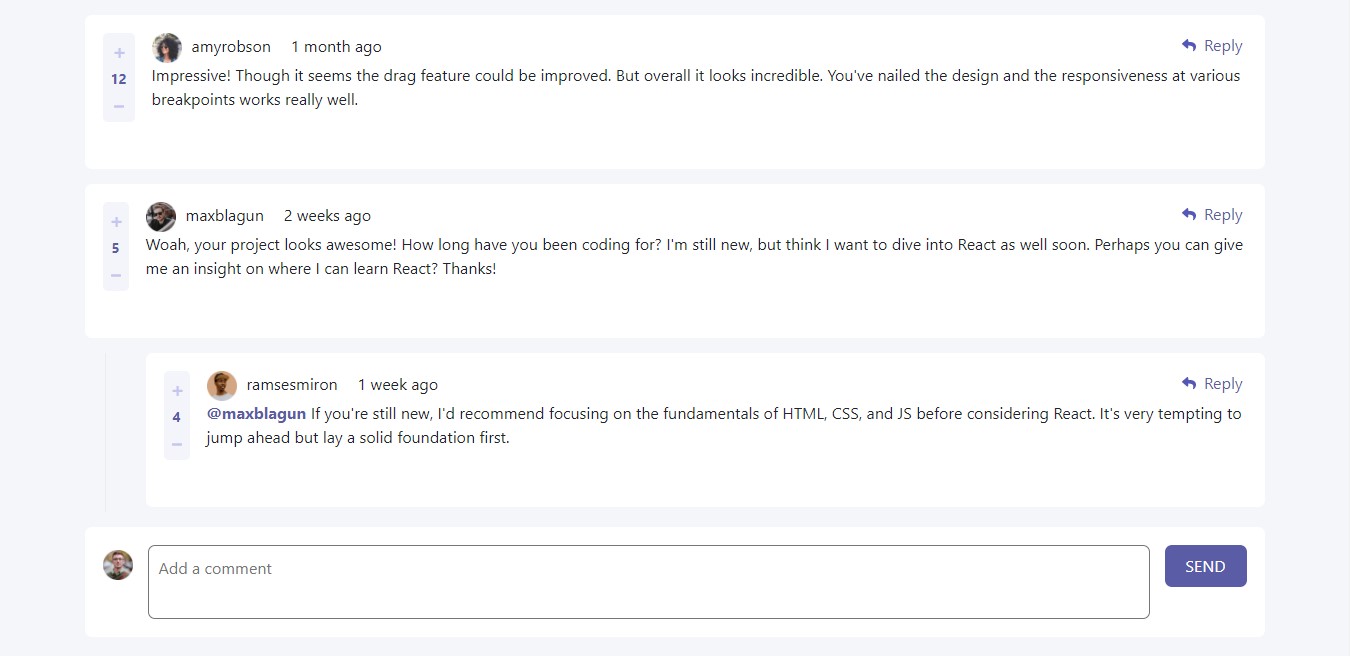 +
amyrobson 1 month ago Reply
12
Impressive! Though it seems the drag feature could be improved. But overall it looks incredible. You've nailed the design and the responsiveness at various
breakpoints works really well.
−
+
maxblagun 2 weeks ago Reply
5
Woah, your project looks awesome! How long have you been coding for? I'm still new, but think I want to dive into React as well soon. Perhaps you can give
me an insight on where I can learn React? Thanks!
−
+
ramsesmiron 1 week ago Reply
4
@maxblagun If you're still new, I'd recommend focusing on the fundamentals of HTML, CSS, and JS before considering React. It's very tempting to
jump ahead but lay a solid foundation first.
−
Add a comment
SEND